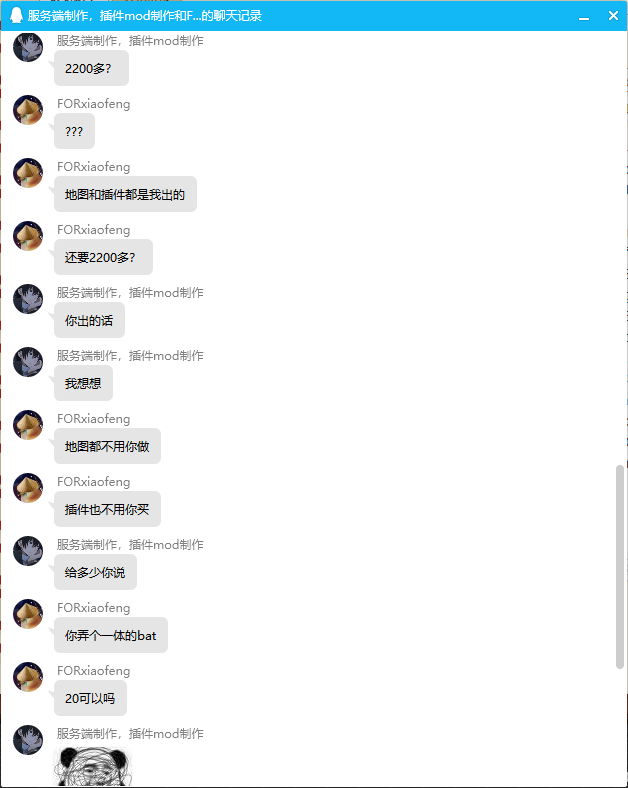 服务端制作，插件mod制作和F...的聊天记录
服务端制作，插件mod制作
2200多？
FORxiaofeng
???
FORxiaofeng
地图和插件都是我出的
FORxiaofeng
还要2200多？
服务端制作，插件mod制作
你出的话
服务端制作，插件mod制作
我想想
FORxiaofeng
地图都不用你做
FORxiaofeng
插件也不用你买
服务端制作，插件mod制作
给多少你说
FORxiaofeng
你弄个一体的bat
FORxiaofeng
20可以吗
服务端制作，插件mod制作